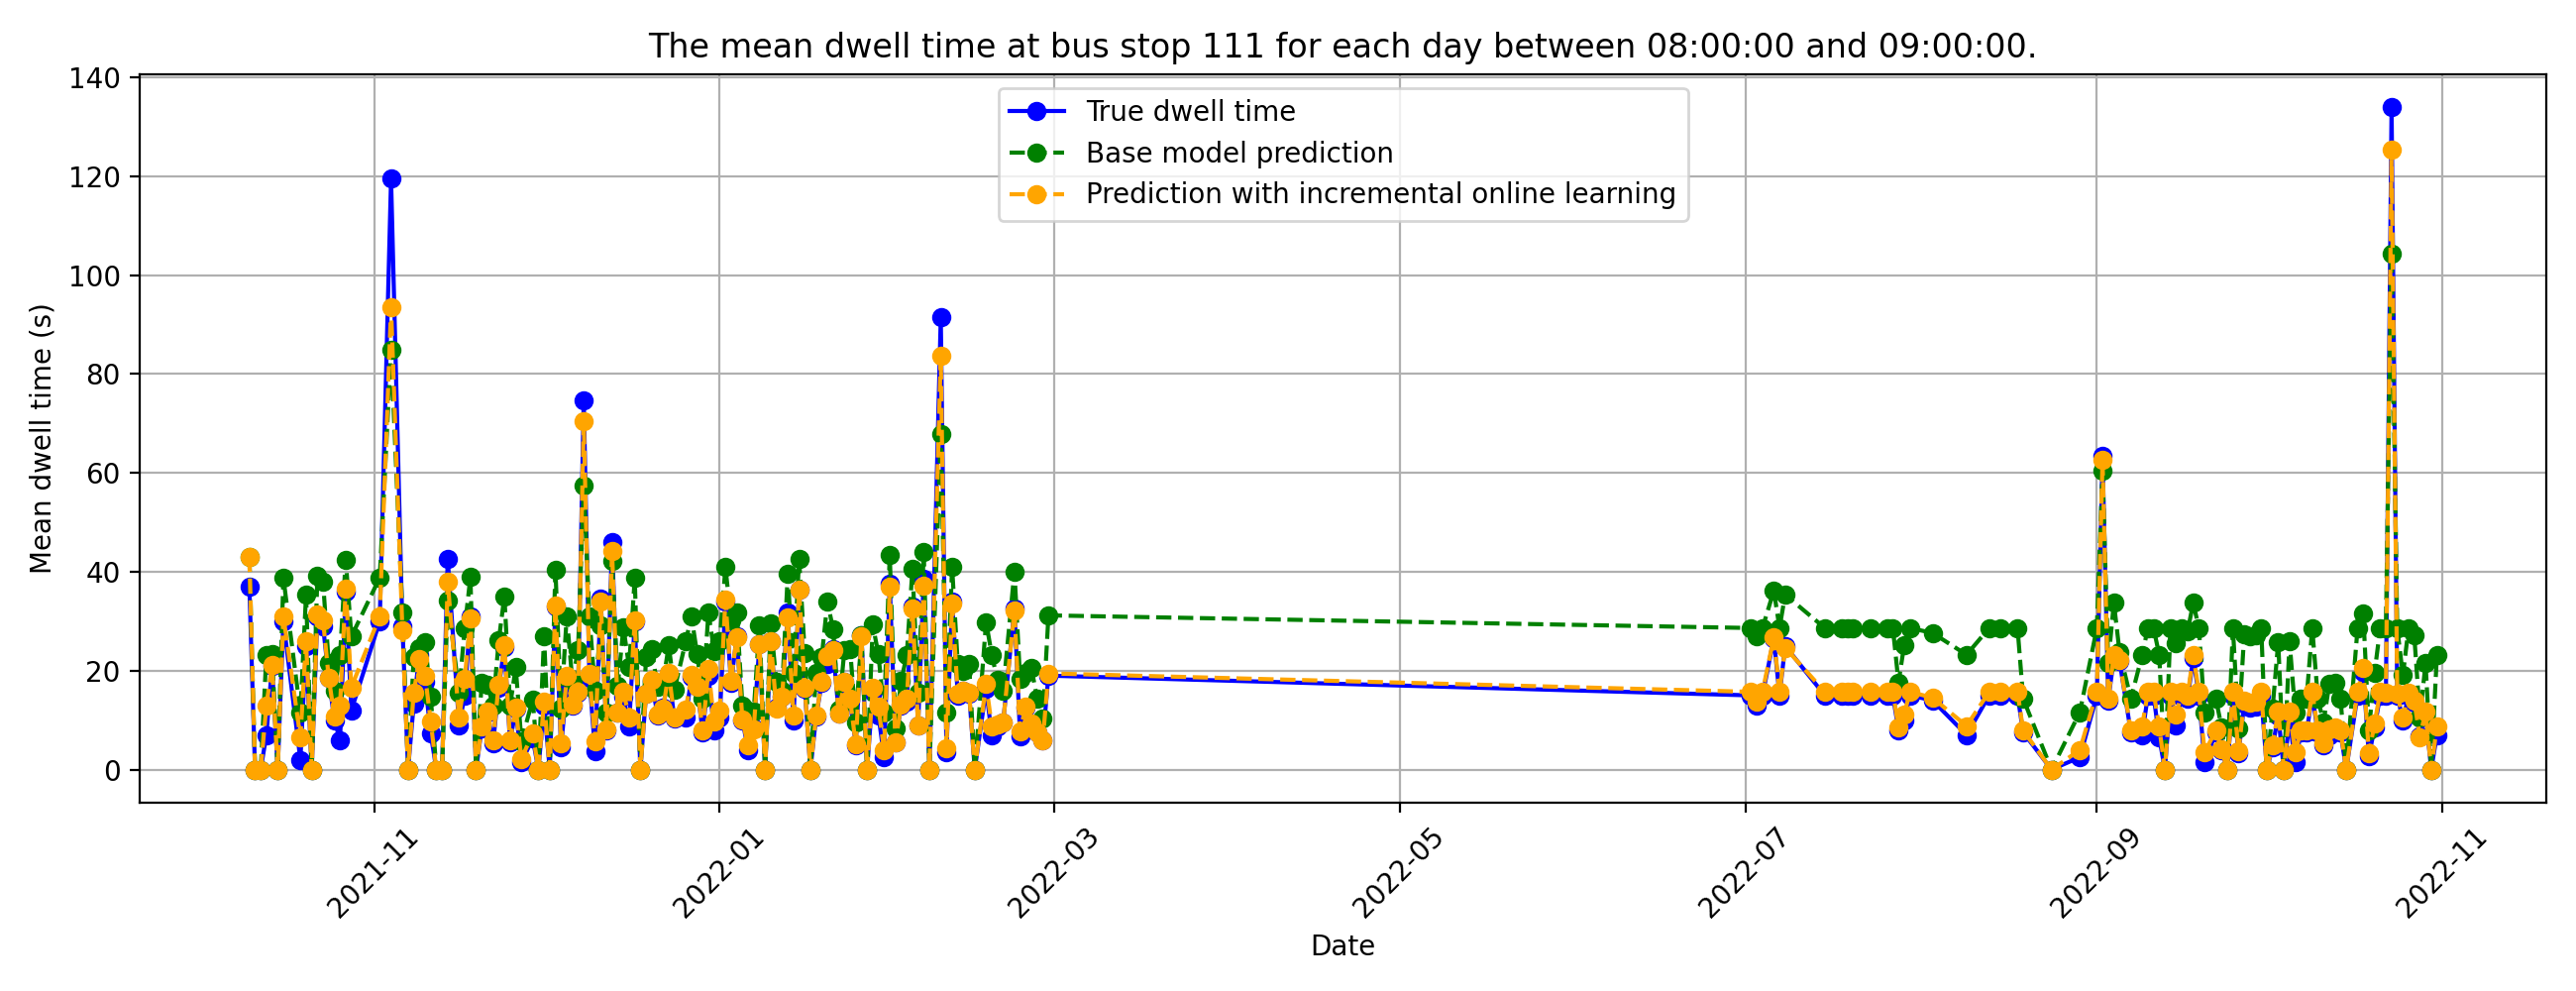 The mean dwell time at bus stop 111 for each day between 08:00:00 and 09:00:00.
140
120
100
80
60
40
20
0
Mean dwell time (s)
True dwell time
Base model prediction
Prediction with incremental online learning
2021-11
2022-01
2022-03
2022-05
2022-07
2022-09
2022-11
Date